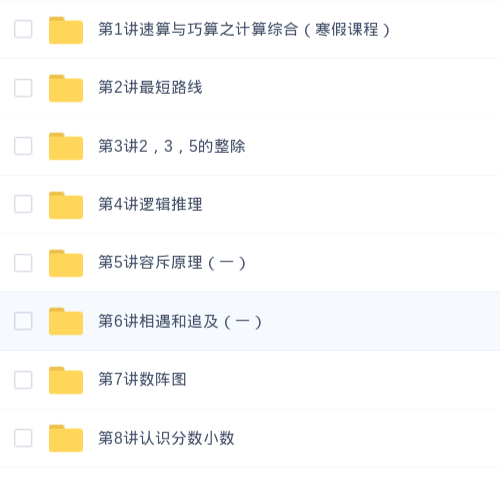 第1讲速算与巧算之计算综合（寒假课程）
第2讲最短路线
第3讲2，3，5的整除
第4讲逻辑推理
第5讲容斥原理（一）
第6讲相遇和追及（一）
第7讲数阵图
第8讲认识分数小数